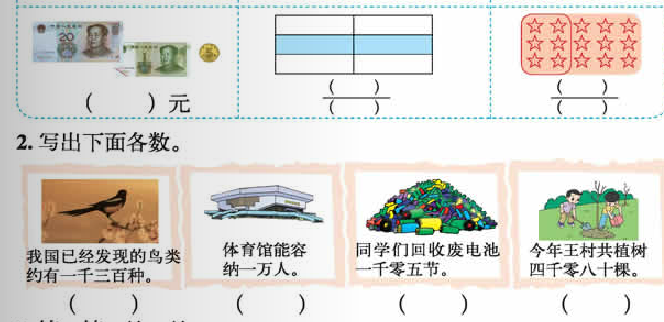 20
1
(　　)元
(　　)
(　　)
(　　)
(　　)
2. 写出下面各数。
我国已经发现的鸟类
约有一千三百种。
体育馆能容
纳一万人。
同学们回收废电池
一千零五节。
今年王村共植树
四千零八十棵。
(　　) (　　) (　　) (　　)